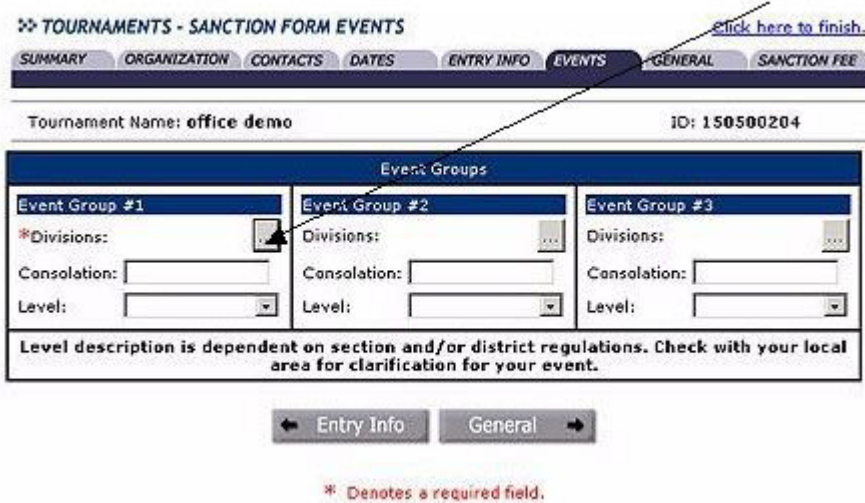 >> TOURNAMENTS - SANCTION FORM EVENTS Click here to finish.
SUMMARY ORGANIZATION CONTACTS DATES ENTRY INFO EVENTS GENERAL SANCTION FEE
Tournament Name: office demo ID: 150500204
Event Groups
Event Group #1 Event Group #2 Event Group #3
*Divisions: ... Divisions: ... Divisions: ...
Consolation: Consolation: Consolation:
Level: Level: Level:
Level description is dependent on section and/or district regulations. Check with your local
area for clarification for your event.
Entry Info General
* Denotes a required field.